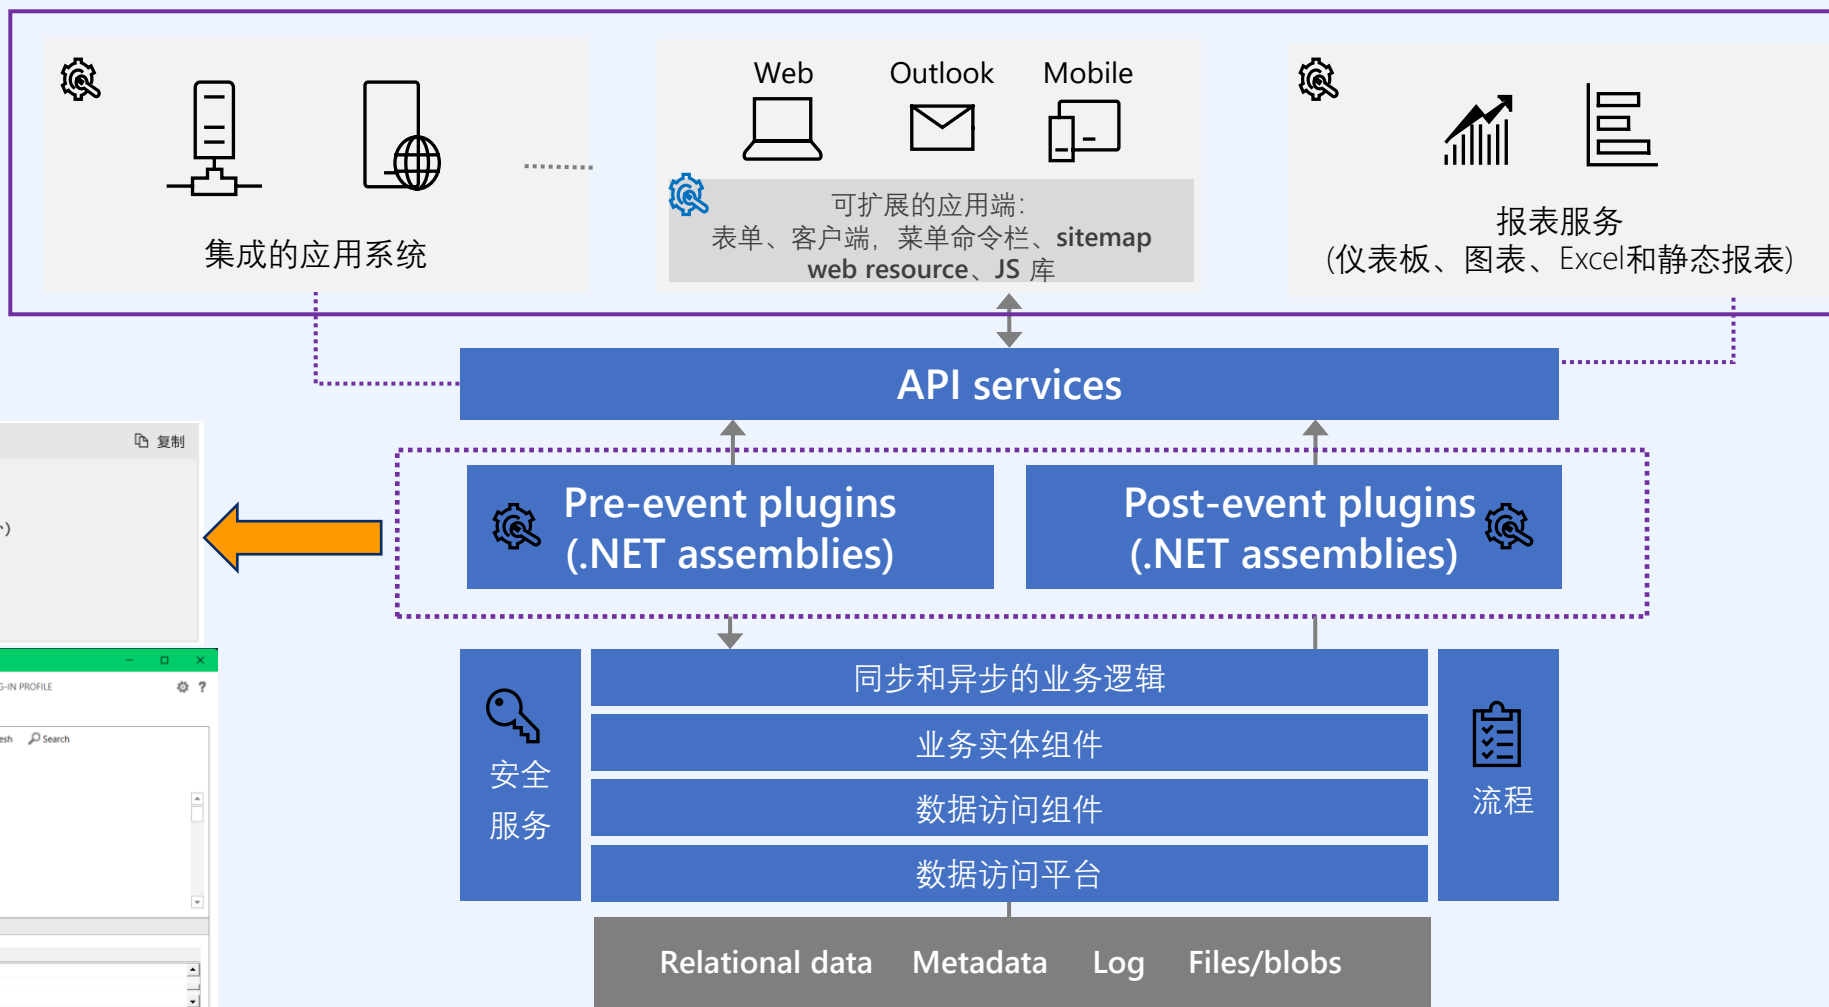 Web
Outlook
Mobile
可扩展的应用端：
表单、客户端，菜单命令栏、sitemap
web resource、JS 库
集成的应用系统
报表服务
(仪表板、图表、Excel和静态报表)
API services
复制
Pre-event plugins
(.NET assemblies)
Post-event plugins
(.NET assemblies)
G-IN PROFILE
?
esh
Search
安全
服务
同步和异步的业务逻辑
业务实体组件
数据访问组件
数据访问平台
流程
Relational data Metadata Log Files/blobs